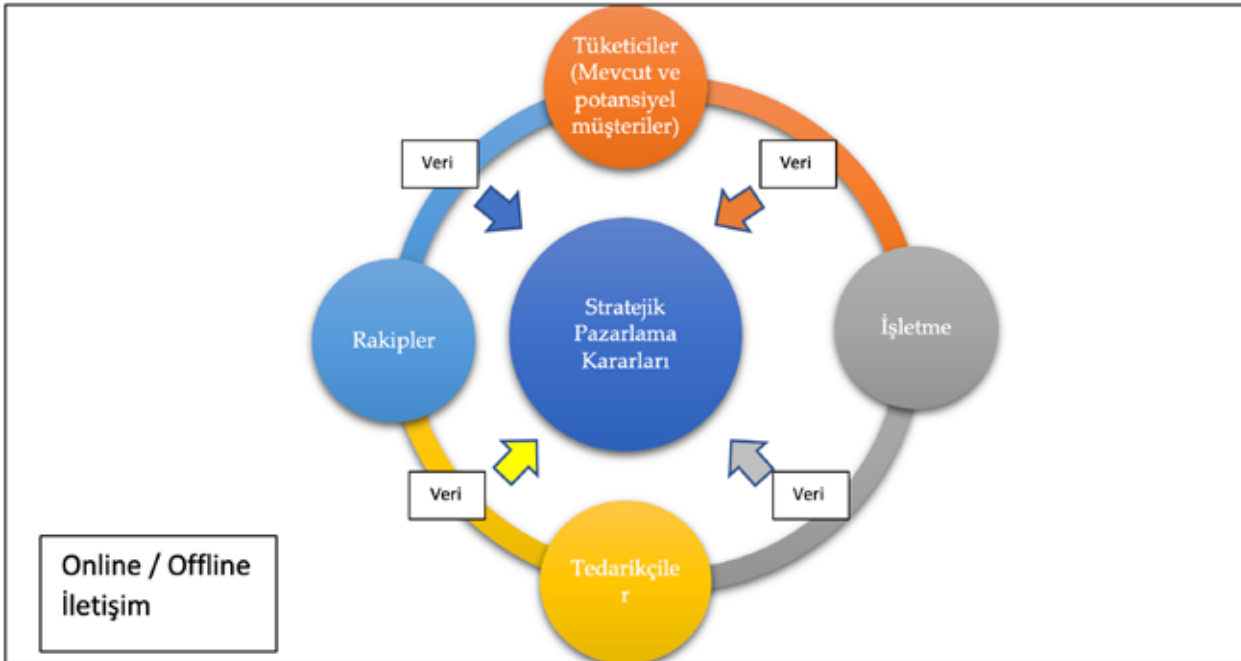 Tüketiciler
(Mevcut ve
potansiyel
müşteriler)
Veri
Veri
Stratejik
Pazarlama
Kararları
Rakipler
İşletme
Veri
Veri
Tedarikçile
r
Online / Offline
İletişim